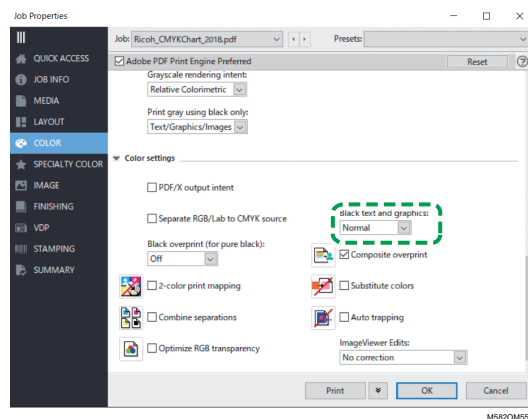 Job Properties
Job: Ricoh_CMYKChart_2018.pdf
Presets:
QUICK ACCESS
JOB INFO
MEDIA
LAYOUT
COLOR
SPECIALTY COLOR
IMAGE
FINISHING
VDP
STAMPING
SUMMARY
Adobe PDF Print Engine Preferred
Reset
Grayscale rendering intent:
Relative Colorimetric
Print gray using black only:
Text/Graphics/Images
Color settings
PDF/X output intent
Separate RGB/Lab to CMYK source
Black text and graphics:
Normal
Black overprint (for pure black):
Off
Composite overprint
2-color print mapping
Substitute colors
Combine separations
Auto trapping
Optimize RGB transparency
ImageViewer Edits:
No correction
Print
OK
Cancel
M582OM55